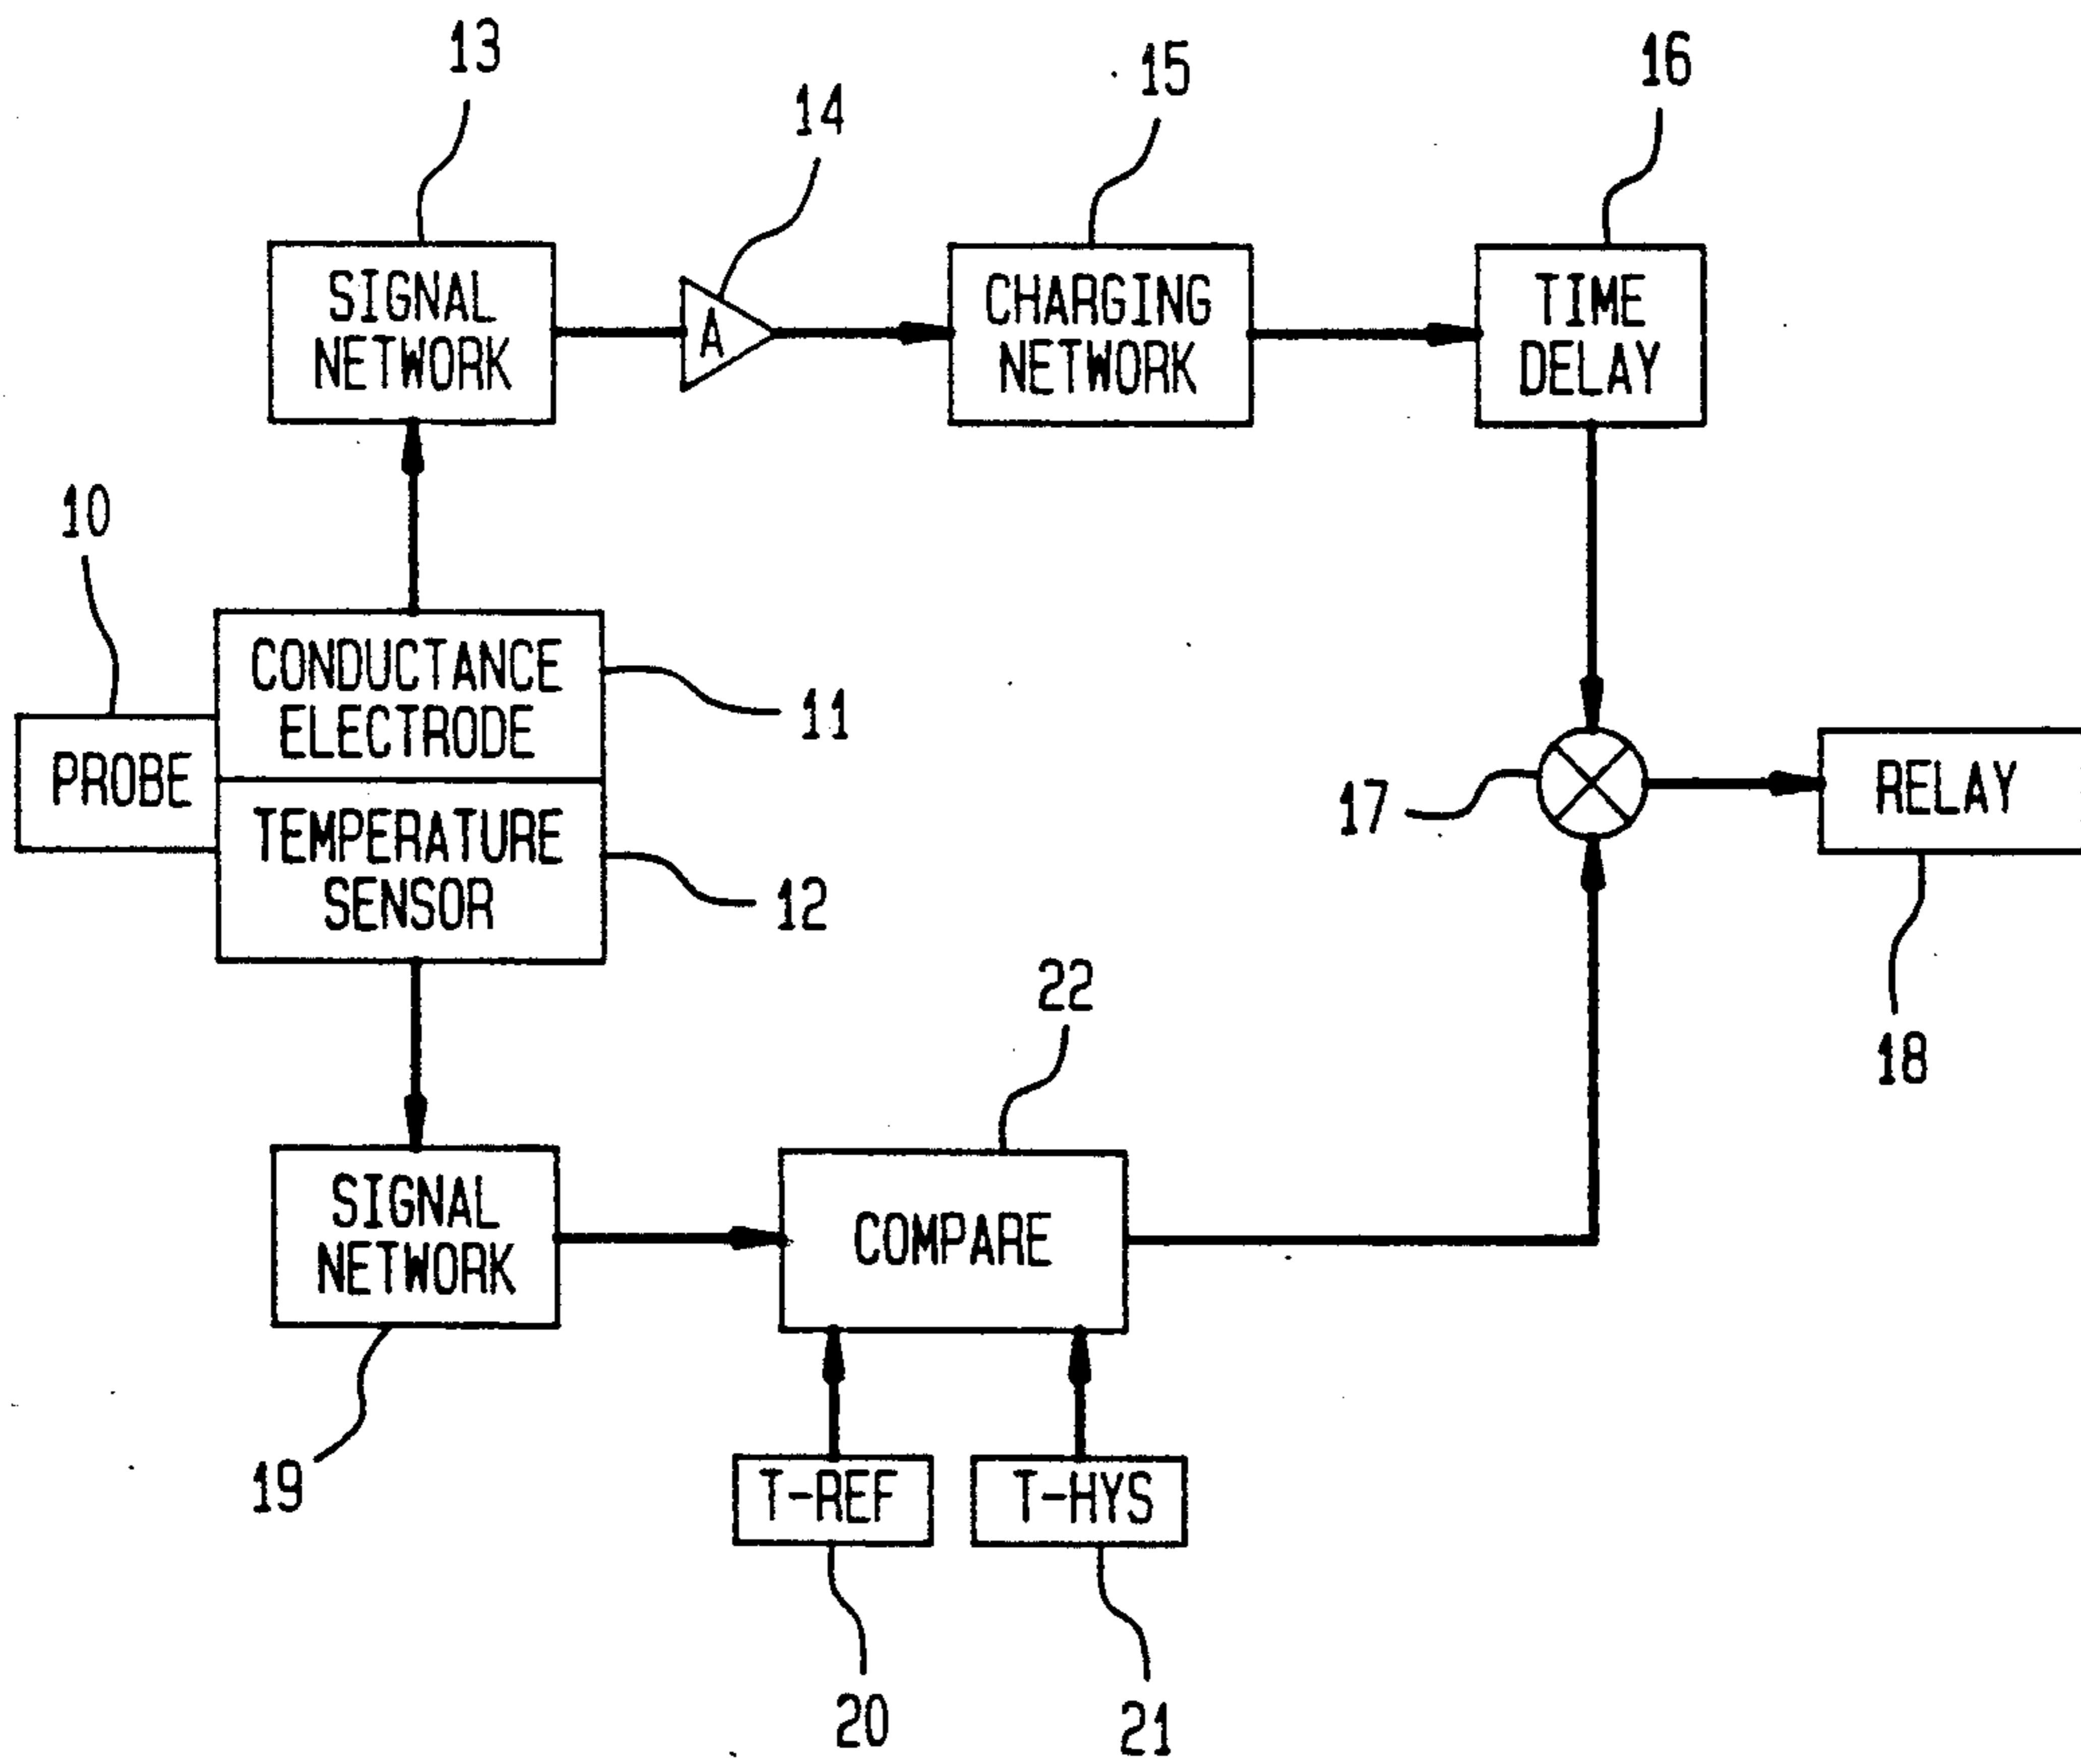 13
14
15
16
SIGNAL
NETWORK
A
CHARGING
NETWORK
TIME
DELAY
10
CONDUCTANCE
ELECTRODE
11
PROBE
17
RELAY
TEMPERATURE
SENSOR
12
22
18
SIGNAL
NETWORK
COMPARE
19
T-REF
T-HYS
20
21